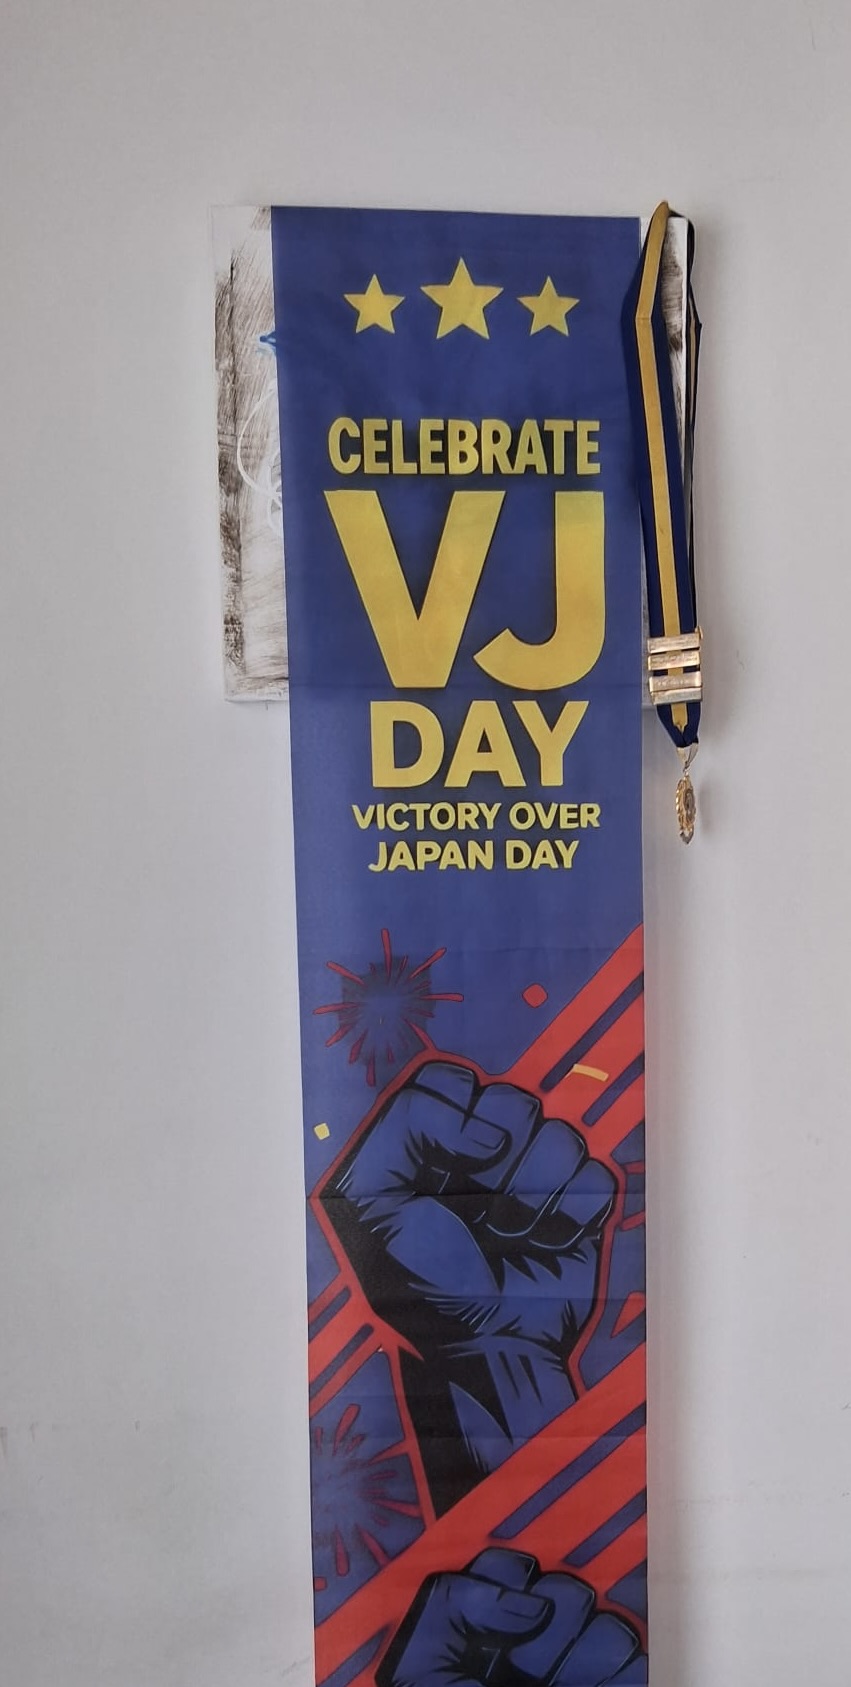 CELEBRATE
VJ
DAY
VICTORY OVER
JAPAN DAY